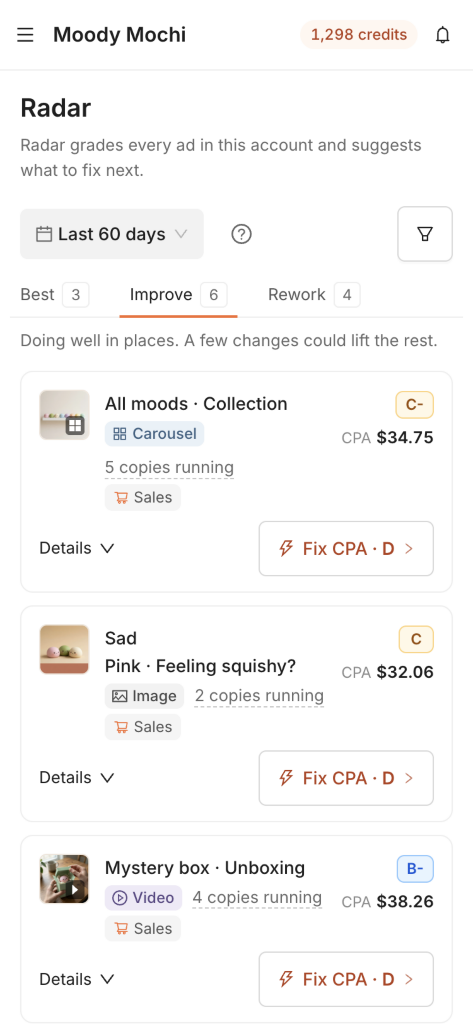 Moody Mochi
1,298 credits
Radar
Radar grades every ad in this account and suggests
what to fix next.
Last 60 days
?
Best 3
Improve 6
Rework 4
Doing well in places. A few changes could lift the rest.
All moods · Collection
C-
Carousel
CPA $34.75
5 copies running
Sales
Details
Fix CPA · D
Sad
C
Pink · Feeling squishy?
CPA $32.06
Image
2 copies running
Sales
Details
Fix CPA · D
Mystery box · Unboxing
B-
Video
4 copies running
CPA $38.26
Sales
Details
Fix CPA · D